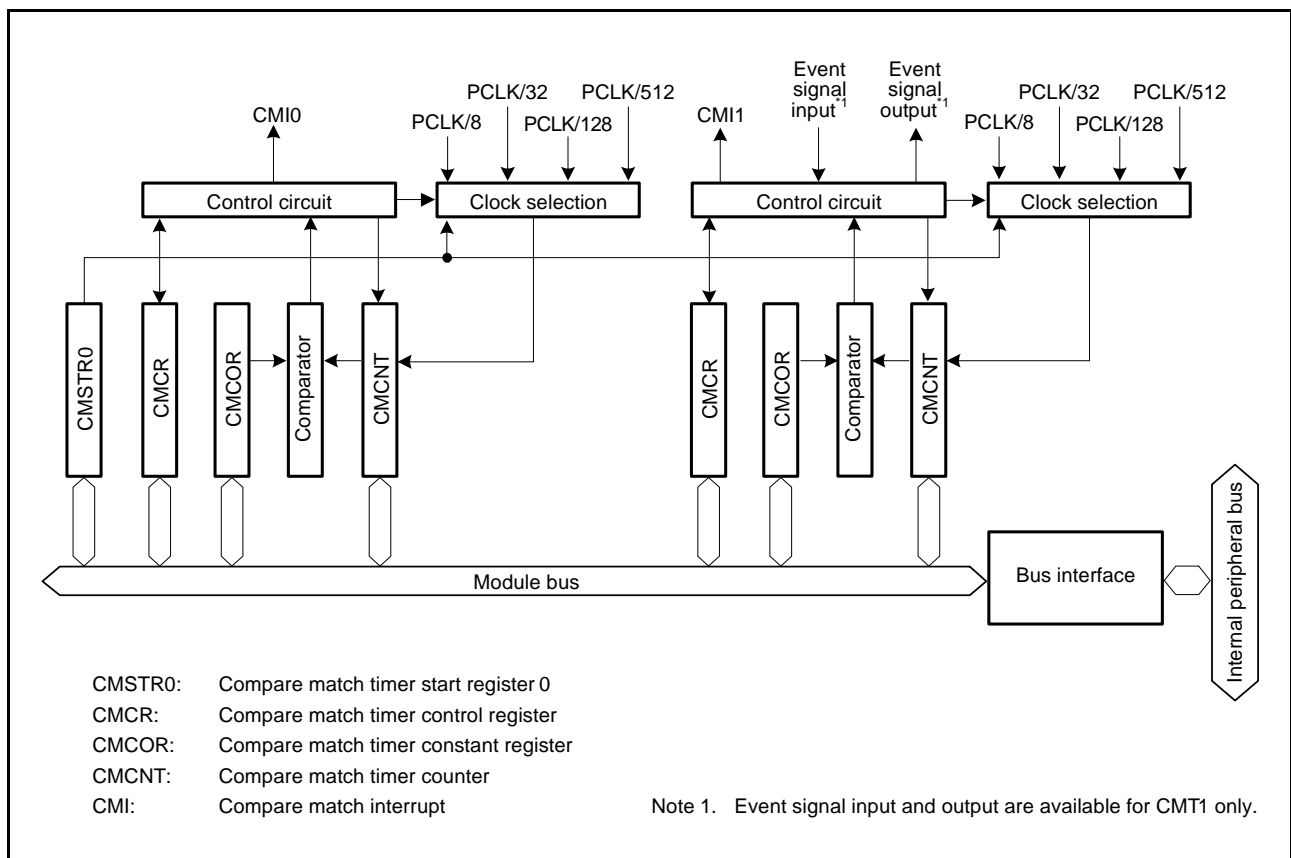 CMI0
PCLK/8
PCLK/32
PCLK/128
PCLK/512
CMI1
Event
signal
input*1
Event
signal
output*1
PCLK/8
PCLK/32
PCLK/128
PCLK/512
Control circuit
Clock selection
Control circuit
Clock selection
CMSTR0
CMCR
CMCOR
Comparator
CMCNT
CMCR
CMCOR
Comparator
CMCNT
Module bus
Bus interface
Internal peripheral bus
CMSTR0: Compare match timer start register 0
CMCR: Compare match timer control register
CMCOR: Compare match timer constant register
CMCNT: Compare match timer counter
CMI: Compare match interrupt
Note 1. Event signal input and output are available for CMT1 only.